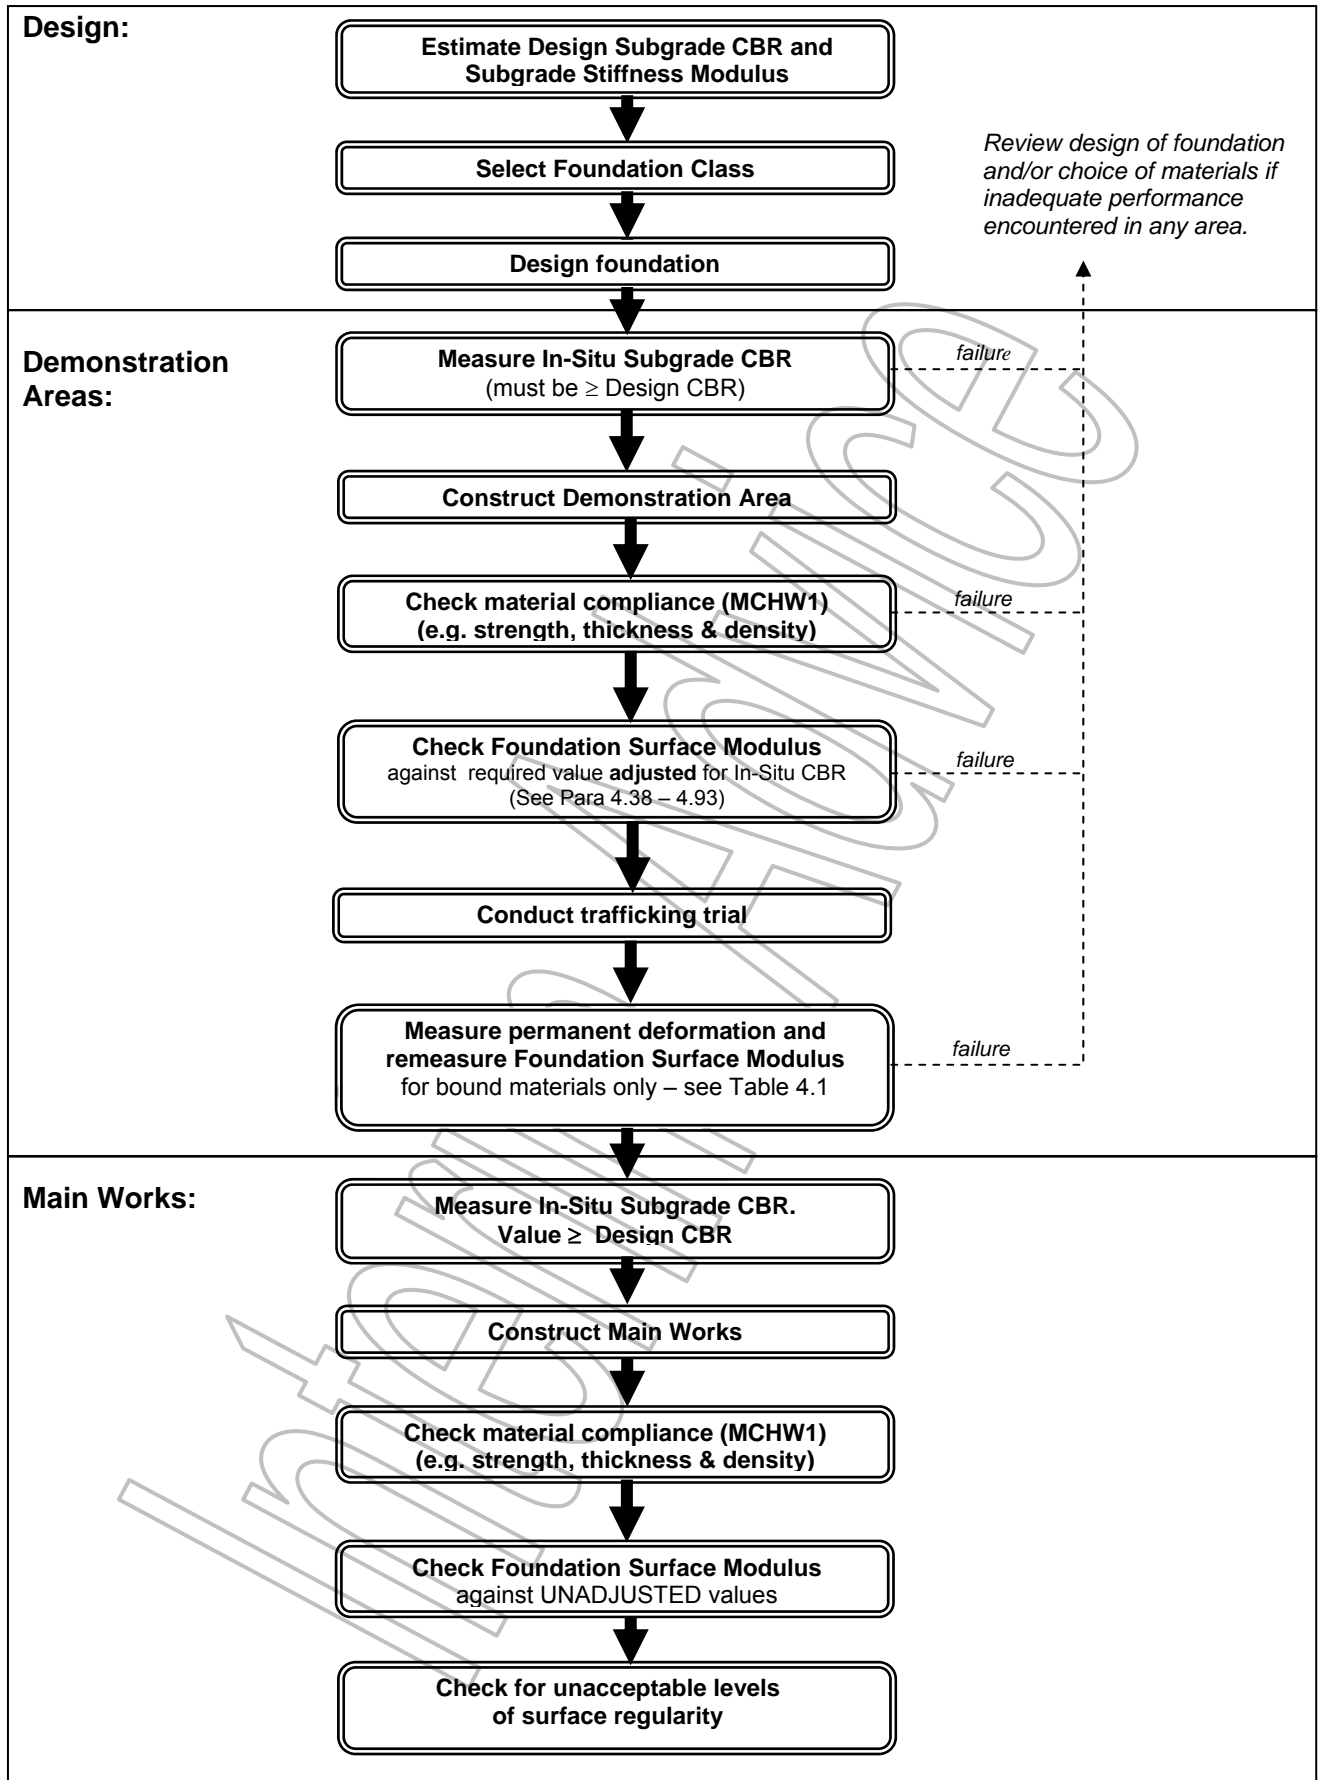 Design:
Estimate Design Subgrade CBR and
Subgrade Stiffness Modulus
Select Foundation Class
Design foundation
Review design of foundation
and/or choice of materials if
inadequate performance
encountered in any area.
Demonstration
Areas:
Measure In-Situ Subgrade CBR
(must be ≥ Design CBR)
failure
Construct Demonstration Area
Check material compliance (MCHW1)
(e.g. strength, thickness & density)
failure
Check Foundation Surface Modulus
against required value adjusted for In-Situ CBR
(See Para 4.38 – 4.93)
failure
Conduct trafficking trial
Measure permanent deformation and
remeasure Foundation Surface Modulus
for bound materials only – see Table 4.1
failure
Main Works:
Measure In-Situ Subgrade CBR.
Value ≥ Design CBR
Construct Main Works
Check material compliance (MCHW1)
(e.g. strength, thickness & density)
Check Foundation Surface Modulus
against UNADJUSTED values
Check for unacceptable levels
of surface regularity
Interim Advice